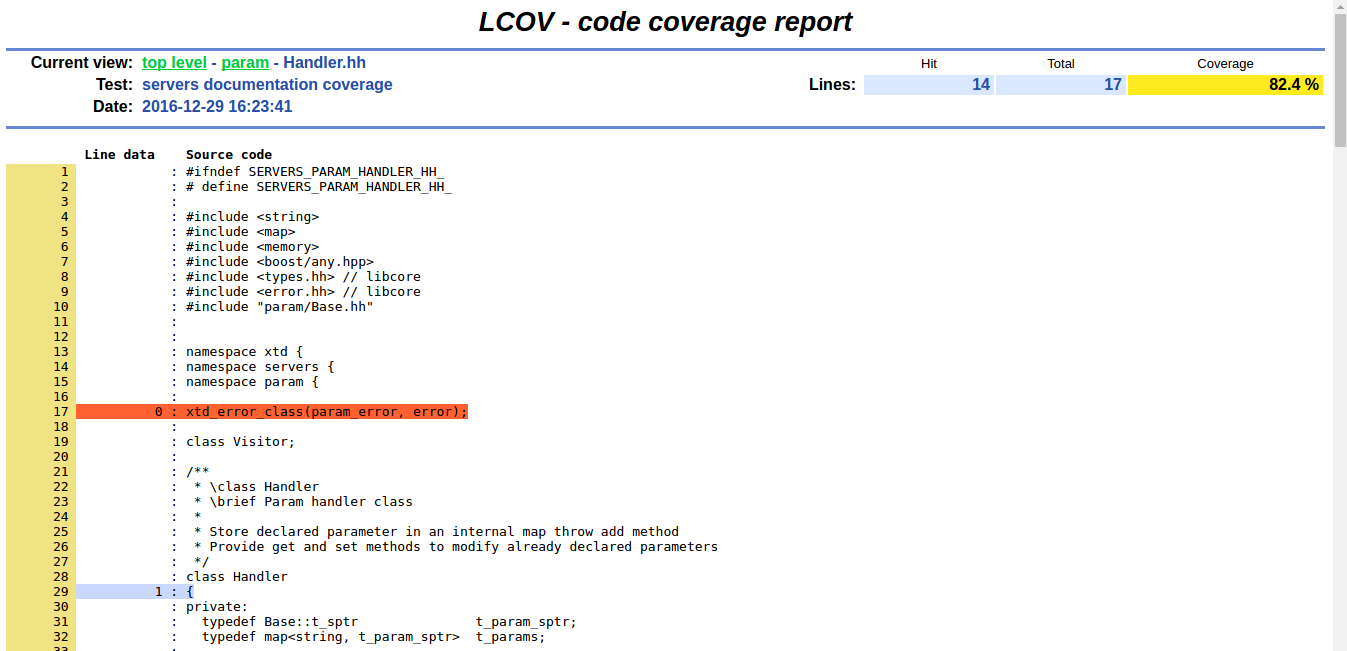 LCOV - code coverage report
Current view: top level - param - Handler.hh
Hit Total Coverage
Test: servers documentation coverage
Lines: 14 17 82.4 %
Date: 2016-12-29 16:23:41
Line data Source code
1 : #ifndef SERVERS_PARAM_HANDLER_HH_
2 : # define SERVERS_PARAM_HANDLER_HH_
3 :
4 : #include <string>
5 : #include <map>
6 : #include <memory>
7 : #include <boost/any.hpp>
8 : #include <types.hh> // libcore
9 : #include <error.hh> // libcore
10 : #include "param/Base.hh"
11 :
12 :
13 : namespace xtd {
14 : namespace servers {
15 : namespace param {
16 :
17 0 : xtd_error_class(param_error, error);
18 :
19 : class Visitor;
20 :
21 : /**
22 : * \class Handler
23 : * \brief Param handler class
24 : *
25 : * Store declared parameter in an internal map throw add method
26 : * Provide get and set methods to modify already declared parameters
27 : */
28 : class Handler
29 1 : {
30 : private:
31 : typedef Base::t_sptr t_param_sptr;
32 : typedef map<string, t_param_sptr> t_params;